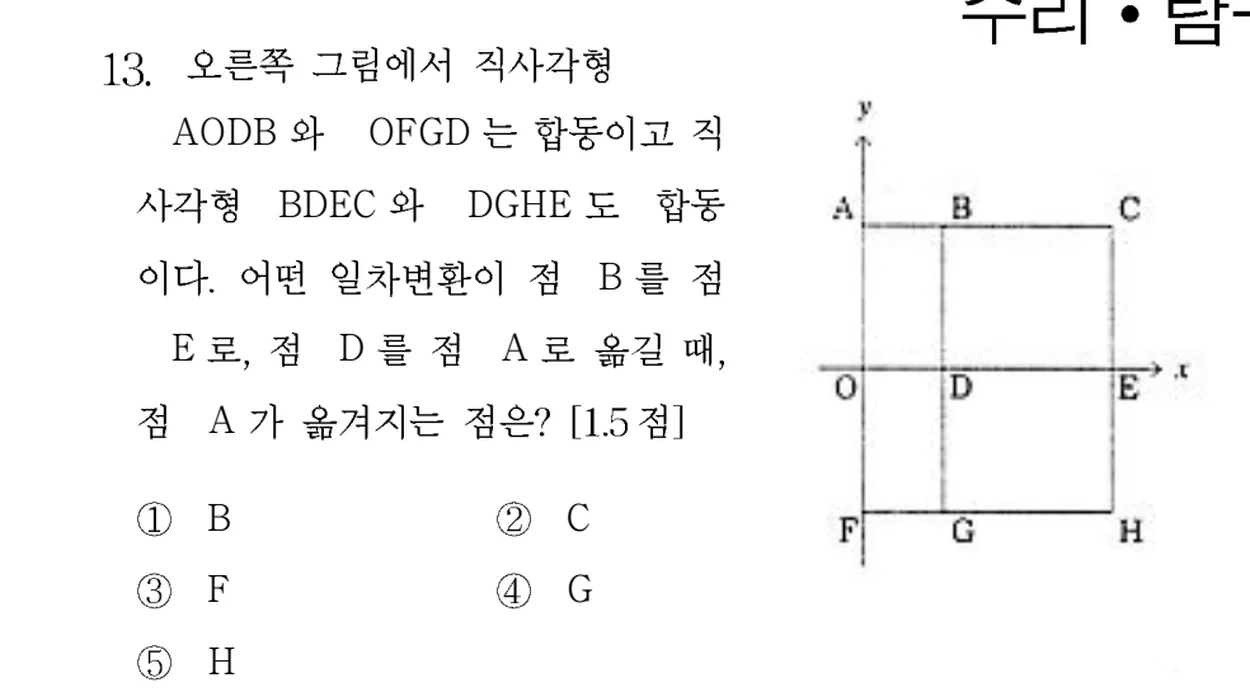 수리 • 탐구
13. 오른쪽 그림에서 직사각형
AODB 와 OFGD 는 합동이고 직
사각형 BDEC 와 DGHE 도 합동
이다. 어떤 일차변환이 점 B 를 점
E 로, 점 D 를 점 A 로 옮길 때,
점 A 가 옮겨지는 점은? [1.5 점]
① B ② C
③ F ④ G
⑤ H
y
A B C
O D E x
F G H